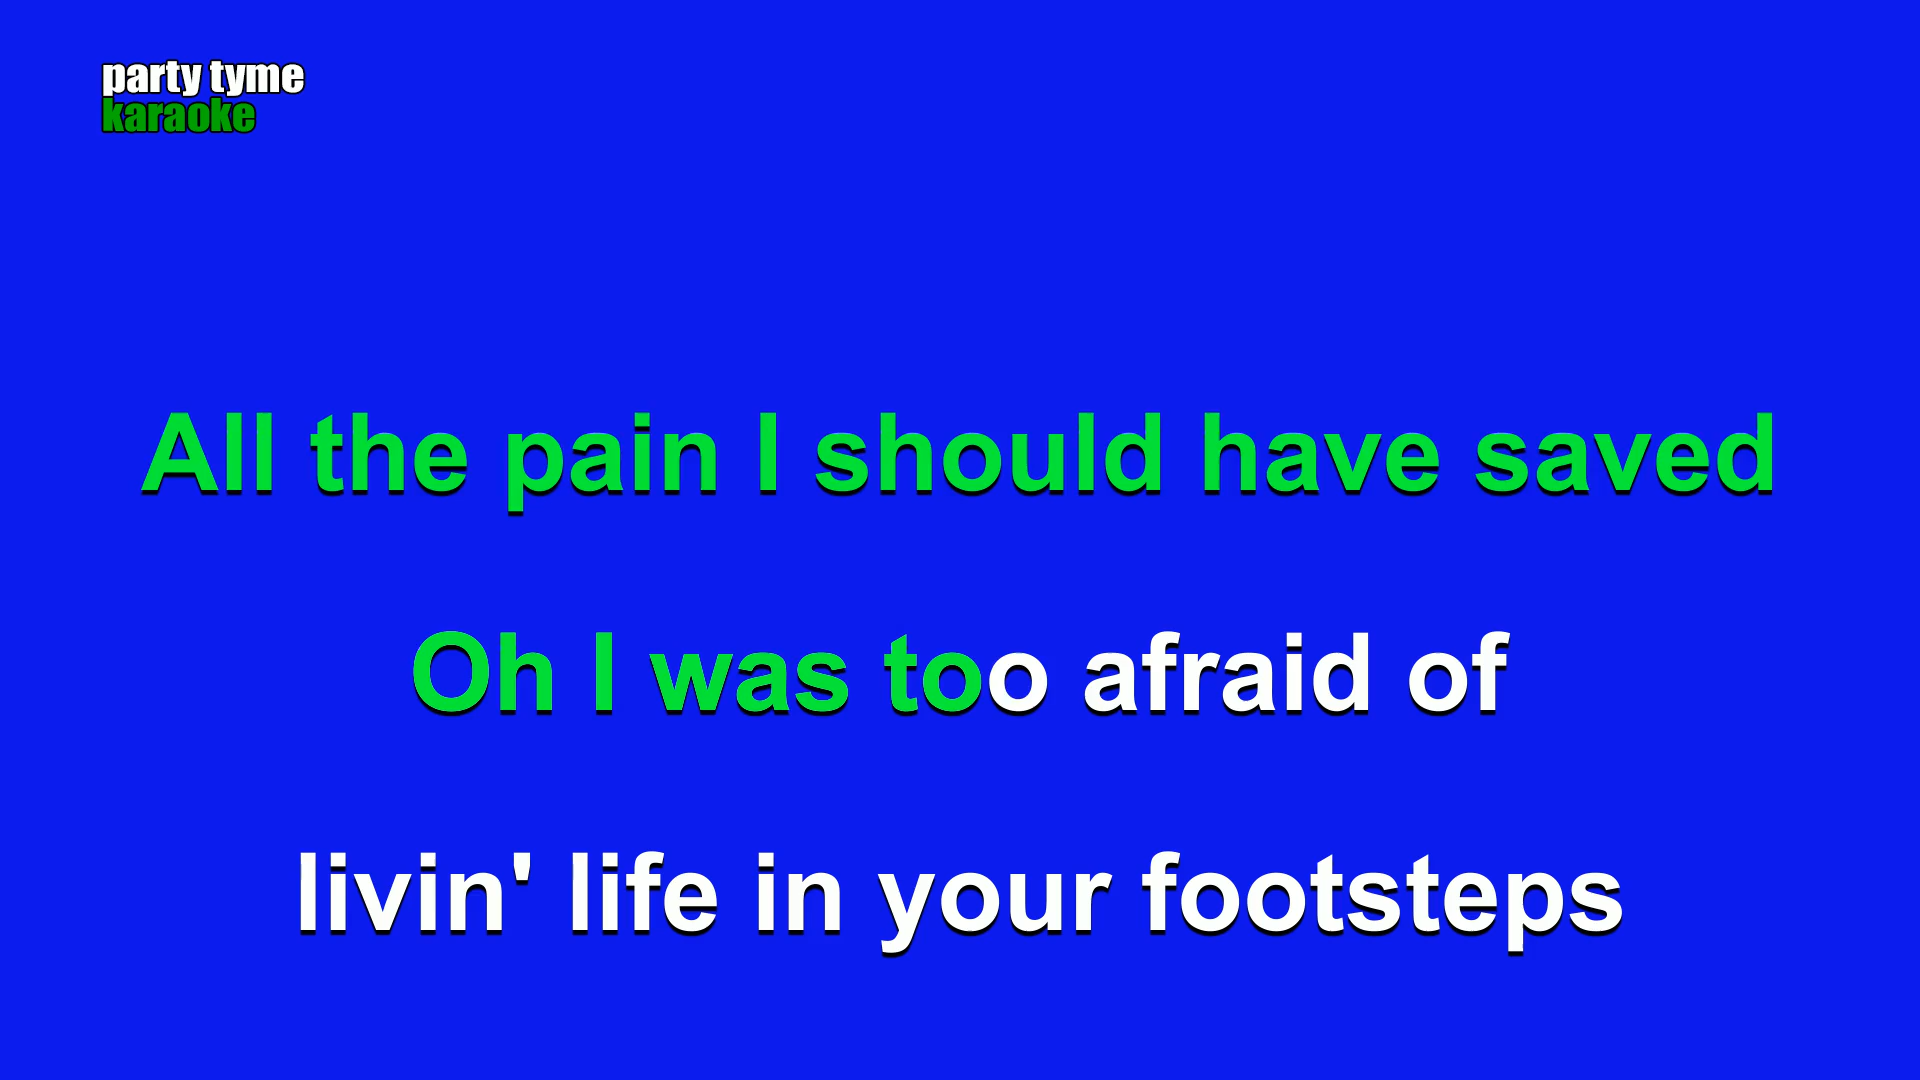 party tyme
karaoke
All the pain I should have saved
Oh I was too afraid of
livin' life in your footsteps